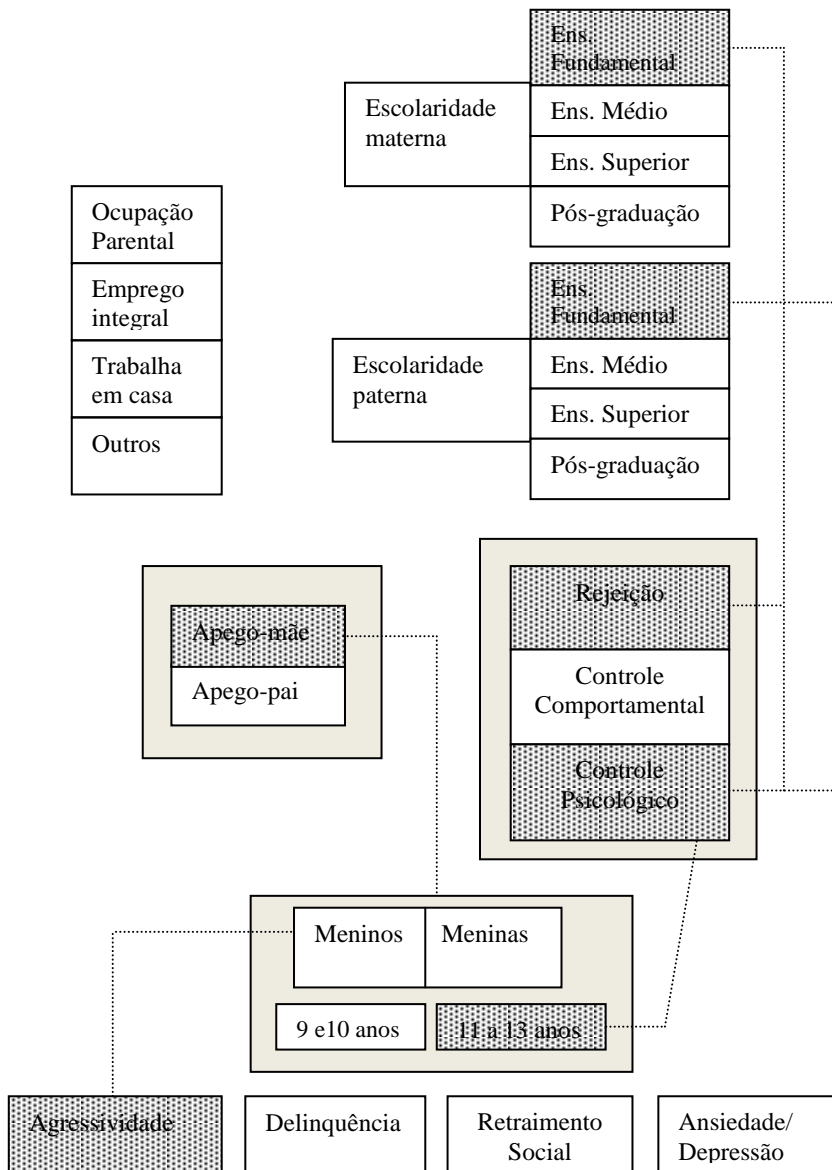 Ens.
Fundamental
Escolaridade
materna
Ens. Médio
Ens. Superior
Pós-graduação
Ocupação
Parental
Emprego
integral
Trabalha
em casa
Outros
Ens.
Fundamental
Escolaridade
paterna
Ens. Médio
Ens. Superior
Pós-graduação
Apego-mãe
Apego-pai
Rejeição
Controle
Comportamental
Controle
Psicológico
Meninos
Meninas
9 e10 anos
11 a 13 anos
Agressividade
Delinquência
Retraimento
Social
Ansiedade/
Depressão